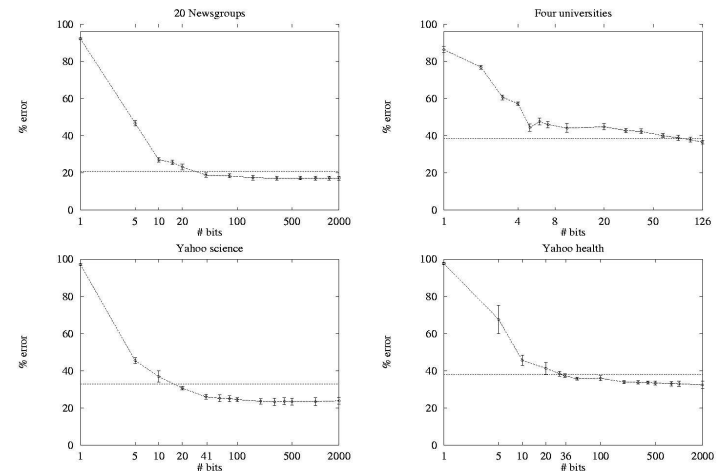 20 Newsgroups
100
80
60
40
20
0
% error
1 5 10 20 100 500 2000
# bits
Four universities
100
80
60
40
20
0
% error
1 4 8 20 50 126
# bits
Yahoo science
100
80
60
40
20
0
% error
1 5 10 20 41 100 500 2000
# bits
Yahoo health
100
80
60
40
20
0
% error
1 5 10 20 36 100 500 2000
# bits